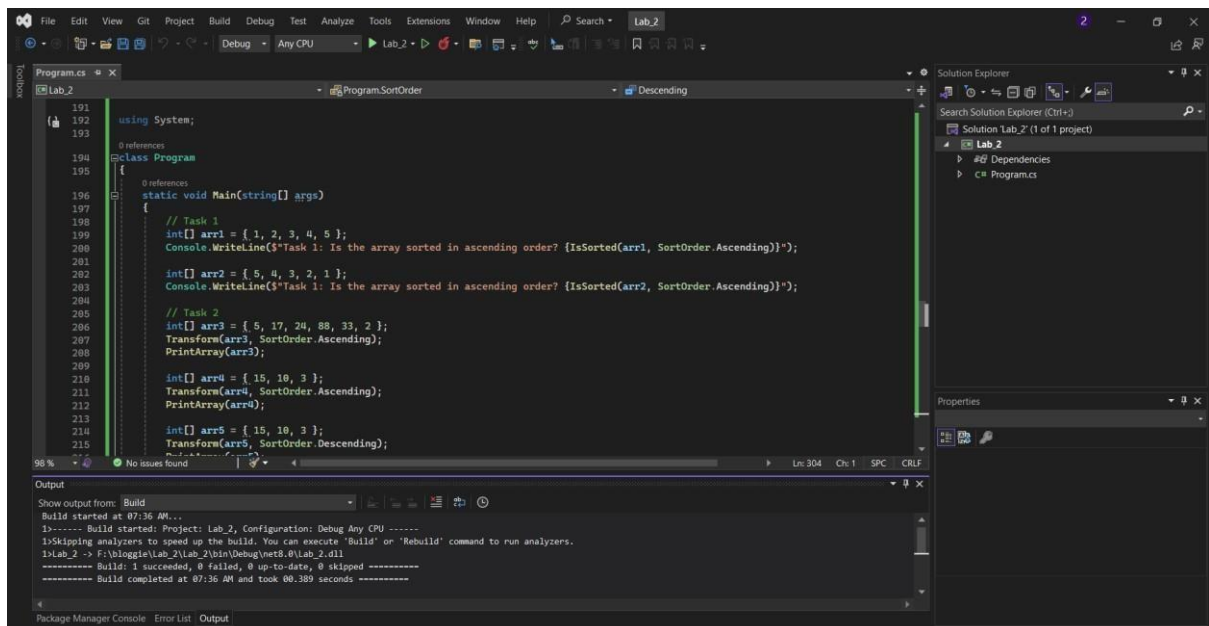 File Edit View Git Project Build Debug Test Analyze Tools Extensions Window Help Search Lab_2 2
Debug Any CPU Lab_2
Toolbox
Program.cs
Lab_2 Program.SortOrder Descending
191
192 using System;
193
0 references
194 class Program
195 {
0 references
196 static void Main(string[] args)
197 {
198 // Task 1
199 int[] arr1 = { 1, 2, 3, 4, 5 };
200 Console.WriteLine($"Task 1: Is the array sorted in ascending order? {IsSorted(arr1, SortOrder.Ascending)}");
201
202 int[] arr2 = { 5, 4, 3, 2, 1 };
203 Console.WriteLine($"Task 1: Is the array sorted in ascending order? {IsSorted(arr2, SortOrder.Ascending)}");
204
205 // Task 2
206 int[] arr3 = { 5, 17, 24, 88, 33, 2 };
207 Transform(arr3, SortOrder.Ascending);
208 PrintArray(arr3);
209
210 int[] arr4 = { 15, 10, 3 };
211 Transform(arr4, SortOrder.Ascending);
212 PrintArray(arr4);
213
214 int[] arr5 = { 15, 10, 3 };
215 Transform(arr5, SortOrder.Descending);
98 % No issues found Ln: 304 Ch: 1 SPC CRLF
Output
Show output from: Build
Build started at 07:36 AM...
1>------ Build started: Project: Lab_2, Configuration: Debug Any CPU ------
1>Skipping analyzers to speed up the build. You can execute 'Build' or 'Rebuild' command to run analyzers.
1>Lab_2 -> F:\bloggie\Lab_2\Lab_2\bin\Debug\net8.0\Lab_2.dll
========== Build: 1 succeeded, 0 failed, 0 up-to-date, 0 skipped ==========
========== Build completed at 07:36 AM and took 00.389 seconds ==========
Package Manager Console Error List Output
Solution Explorer
Search Solution Explorer (Ctrl+;)
Solution 'Lab_2' (1 of 1 project)
Lab_2
Dependencies
C# Program.cs
Properties